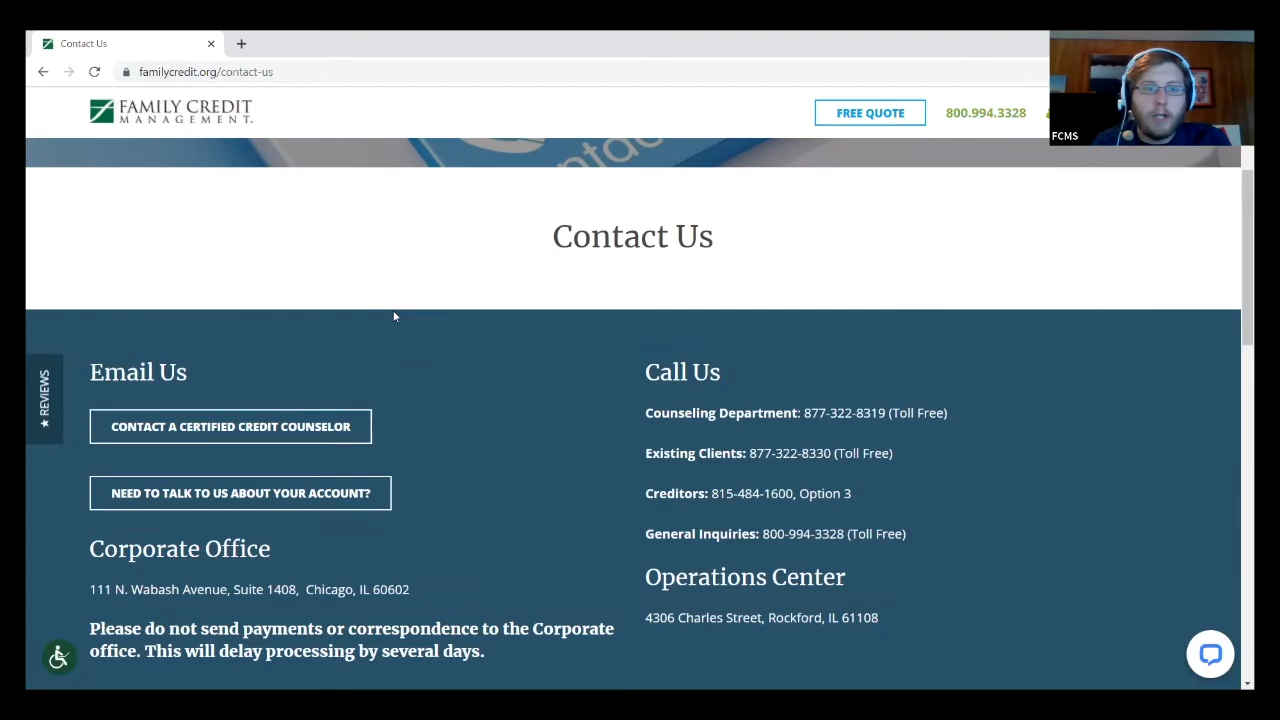 Contact Us
familycredit.org/contact-us
FAMILY CREDIT
MANAGEMENT.
FREE QUOTE
800.994.3328
FCMS
Contact Us
★ REVIEWS
Email Us
CONTACT A CERTIFIED CREDIT COUNSELOR
NEED TO TALK TO US ABOUT YOUR ACCOUNT?
Corporate Office
111 N. Wabash Avenue, Suite 1408, Chicago, IL 60602
Please do not send payments or correspondence to the Corporate
office. This will delay processing by several days.
Call Us
Counseling Department: 877-322-8319 (Toll Free)
Existing Clients: 877-322-8330 (Toll Free)
Creditors: 815-484-1600, Option 3
General Inquiries: 800-994-3328 (Toll Free)
Operations Center
4306 Charles Street, Rockford, IL 61108